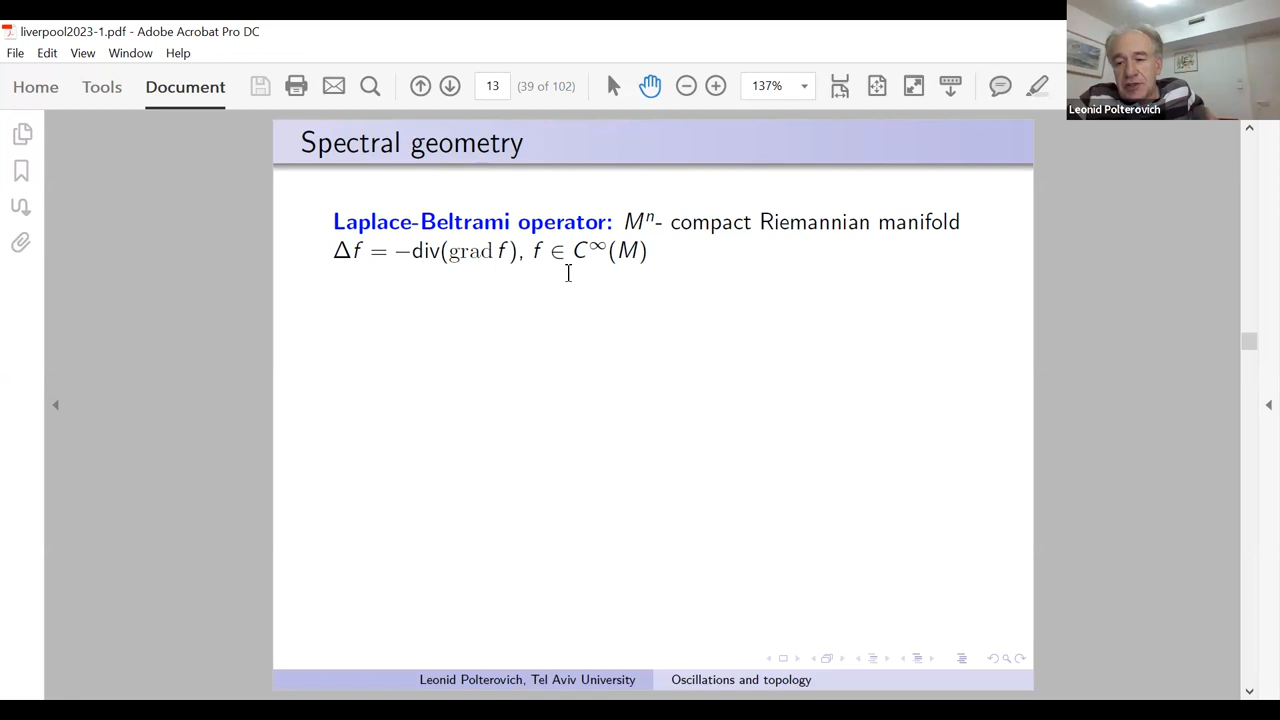 liverpool2023-1.pdf - Adobe Acrobat Pro DC
File Edit View Window Help
Home Tools Document 13 (39 of 102) 137%
Leonid Polterovich
Spectral geometry
Laplace-Beltrami operator: Mⁿ- compact Riemannian manifold
Δf = −div(grad f), f ∈ C^∞(M)
Leonid Polterovich, Tel Aviv University Oscillations and topology